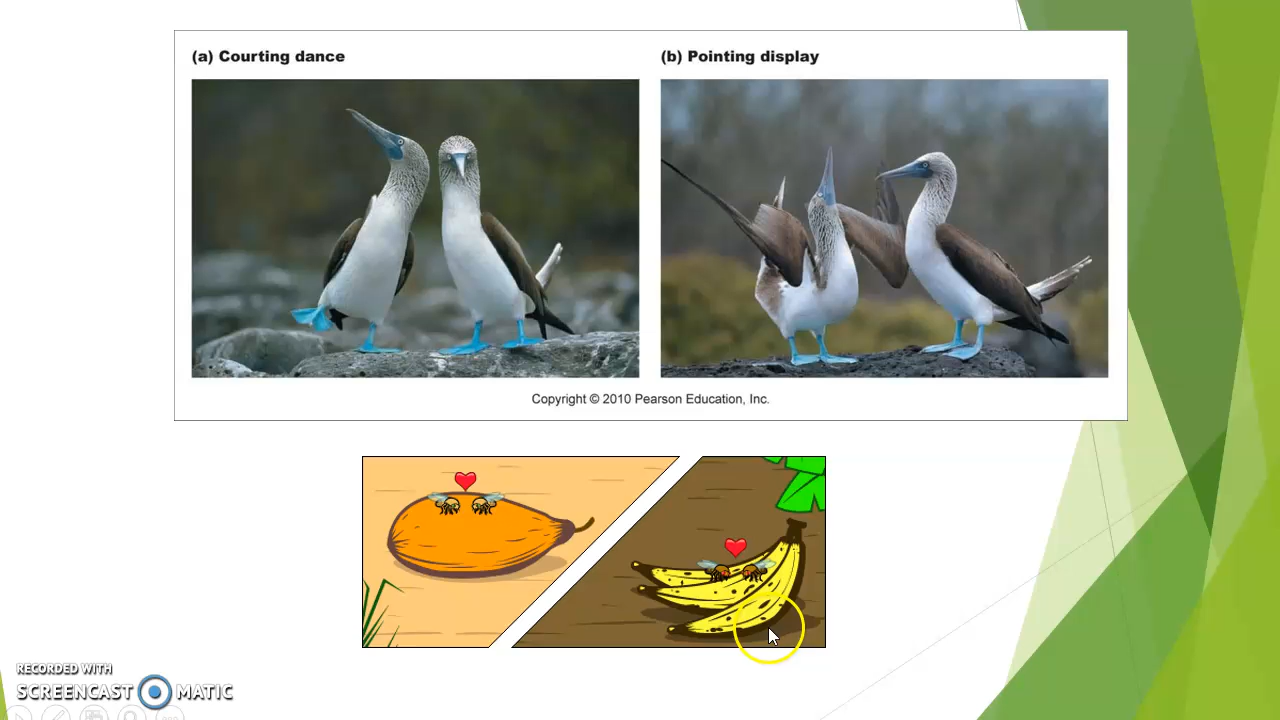 (a) Courting dance
(b) Pointing display
Copyright © 2010 Pearson Education, Inc.
RECORDED WITH
SCREENCAST MATIC